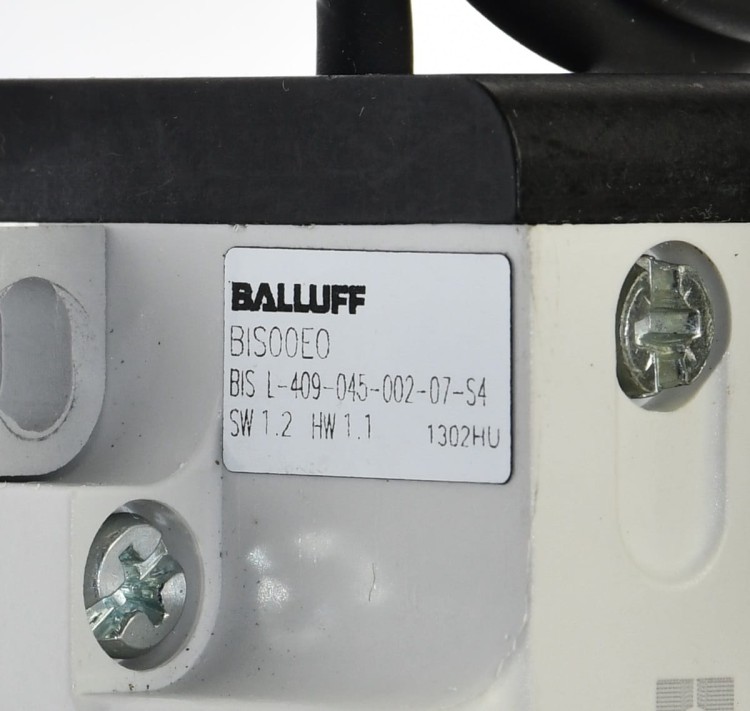 BALLUFF
BIS00E0
BIS L-409-045-002-07-S4
SW 1.2 HW 1.1 1302HU